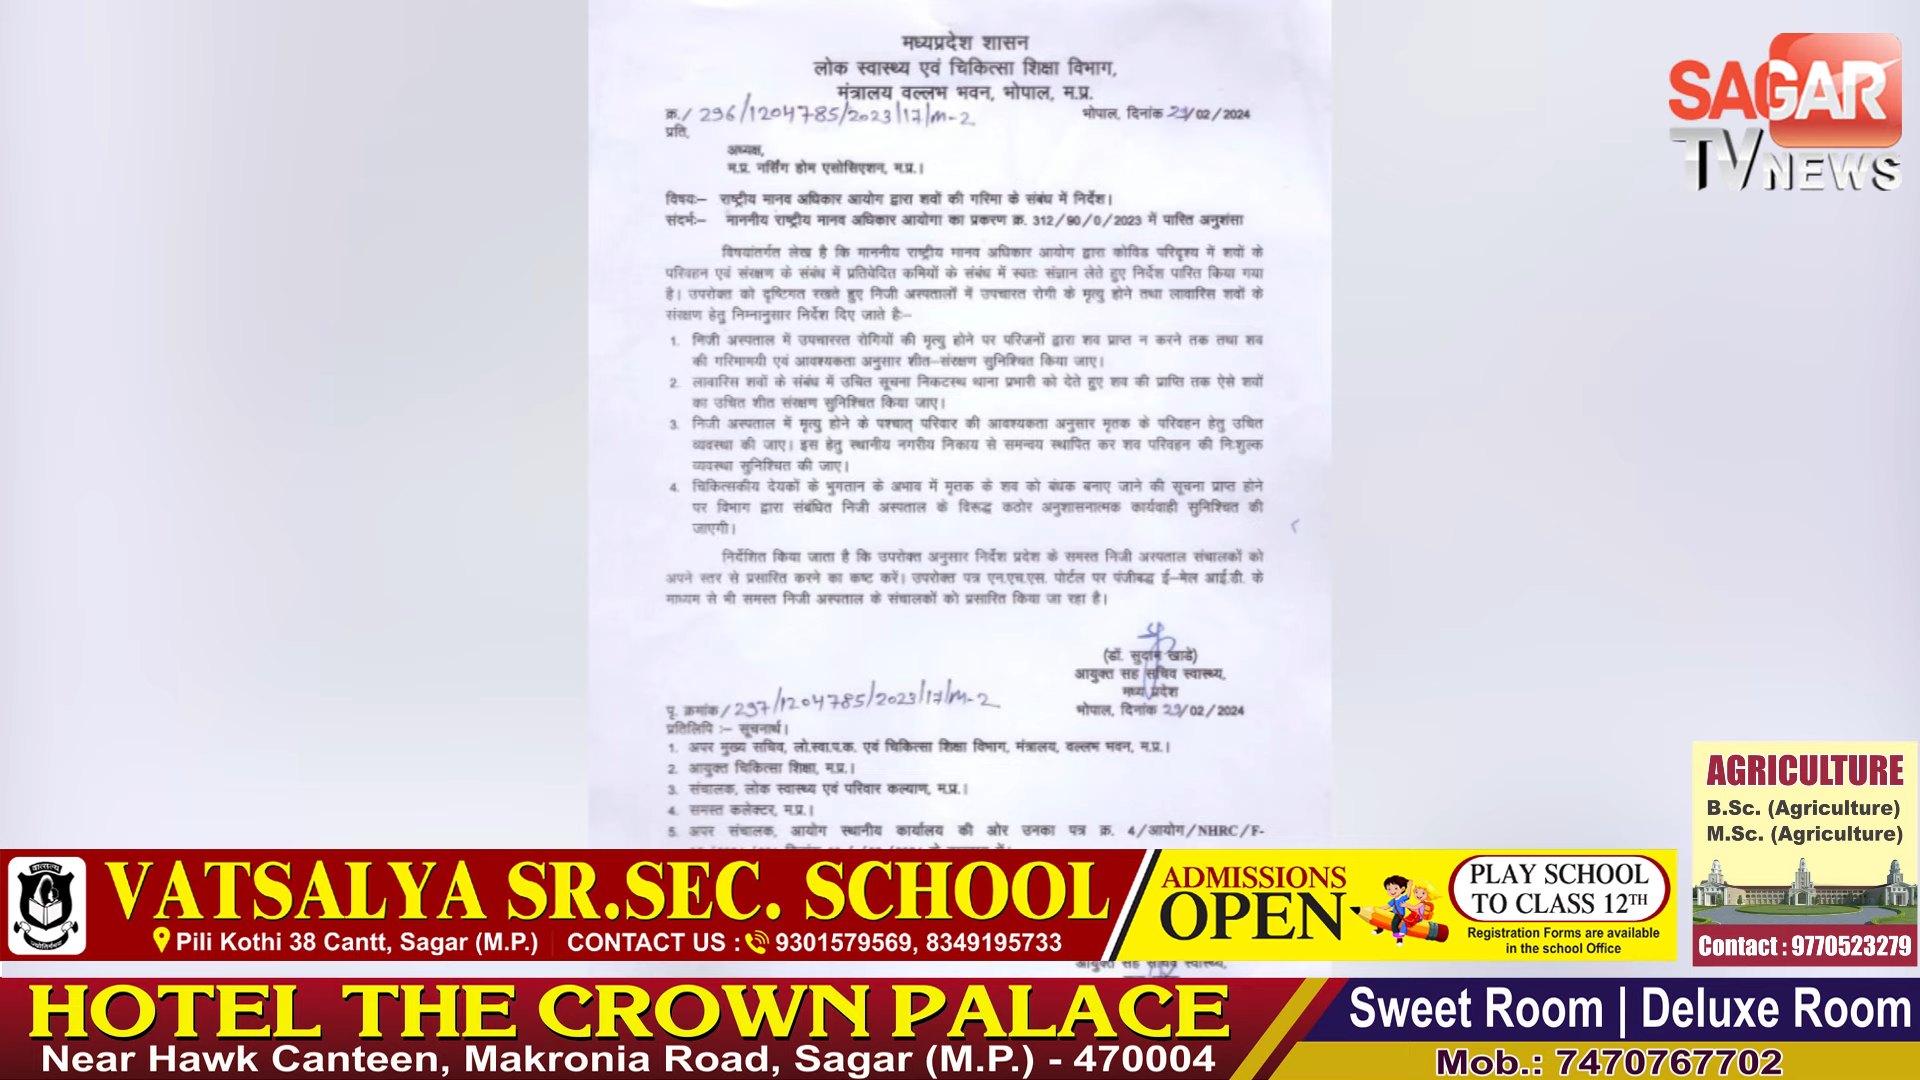 मध्यप्रदेश शासन
लोक स्वास्थ्य एवं चिकित्सा शिक्षा विभाग,
मंत्रालय वल्लभ भवन, भोपाल, म.प्र.
क्र./ 296/1204785/2023/17/M-2
भोपाल, दिनांक 21/02/2024
प्रति,
अध्यक्ष,
म.प्र. नर्सिंग होम एसोसिएशन, म.प्र.।
विषयः– राष्ट्रीय मानव अधिकार आयोग द्वारा शवों की गरिमा के संबंध में निर्देश।
संदर्भः– माननीय राष्ट्रीय मानव अधिकार आयोगा का प्रकरण क्र. 312/90/0/2023 में पारित अनुशंसा
विषयांतर्गत लेख है कि माननीय राष्ट्रीय मानव अधिकार आयोग द्वारा कोविड परिदृश्य में शवों के
परिवहन एवं संरक्षण के संबंध में प्रतिवेदित कमियों के संबंध में स्वतः संज्ञान लेते हुए निर्देश पारित किया गया
है। उपरोक्त को दृष्टिगत रखते हुए निजी अस्पतालों में उपचारत रोगी के मृत्यु होने तथा लावारिस शवों के
संरक्षण हेतु निम्नानुसार निर्देश दिए जाते हैः–
1. निजी अस्पताल में उपचाररत रोगियों की मृत्यु होने पर परिजनों द्वारा शव प्राप्त न करने तक तथा शव
की गरिमामयी एवं आवश्यकता अनुसार शीत–संरक्षण सुनिश्चित किया जाए।
2. लावारिस शवों के संबंध में उचित सूचना निकटस्थ थाना प्रभारी को देते हुए शव की प्राप्ति तक ऐसे शवों
का उचित शीत संरक्षण सुनिश्चित किया जाए।
3. निजी अस्पताल में मृत्यु होने के पश्चात् परिवार की आवश्यकता अनुसार मृतक के परिवहन हेतु उचित
व्यवस्था की जाए। इस हेतु स्थानीय नगरीय निकाय से समन्वय स्थापित कर शव परिवहन की निःशुल्क
व्यवस्था सुनिश्चित की जाए।
4. चिकित्सकीय देयकों के भुगतान के अभाव में मृतक के शव को बंधक बनाए जाने की सूचना प्राप्त होने
पर विभाग द्वारा संबंधित निजी अस्पताल के विरूद्ध कठोर अनुशासनात्मक कार्यवाही सुनिश्चित की
जाएगी।
निर्देशित किया जाता है कि उपरोक्त अनुसार निर्देश प्रदेश के समस्त निजी अस्पताल संचालकों को
अपने स्तर से प्रसारित करने का कष्ट करें। उपरोक्त पत्र एन.एच.एस. पोर्टल पर पंजीबद्ध ई–मेल आई.डी. के
माध्यम से भी समस्त निजी अस्पताल के संचालकों को प्रसारित किया जा रहा है।
(डॉ. सुदाम खाडे)
आयुक्त सह सचिव स्वास्थ्य,
मध्य प्रदेश
पृ. क्रमांक/ 297/1204785/2023/17/M-2
भोपाल, दिनांक 21/02/2024
प्रतिलिपि :– सूचनार्थ।
1. अपर मुख्य सचिव, लो.स्वा.प.क. एवं चिकित्सा शिक्षा विभाग, मंत्रालय, वल्लभ भवन, म.प्र.।
2. आयुक्त चिकित्सा शिक्षा, म.प्र.।
3. संचालक, लोक स्वास्थ्य एवं परिवार कल्याण, म.प्र.।
4. समस्त कलेक्टर, म.प्र.।
5. अपर संचालक, आयोग स्थानीय कार्यालय की ओर उनका पत्र क्र. 4/आयोग/NHRC/F-
आयुक्त सह सचिव स्वास्थ्य,
SAGAR
TV NEWS
AGRICULTURE
B.Sc. (Agriculture)
M.Sc. (Agriculture)
Contact : 9770523279
VATSALYA SR.SEC. SCHOOL
Pili Kothi 38 Cantt, Sagar (M.P.) CONTACT US : 9301579569, 8349195733
ADMISSIONS
OPEN
PLAY SCHOOL
TO CLASS 12TH
Registration Forms are available
in the school Office
HOTEL THE CROWN PALACE
Near Hawk Canteen, Makronia Road, Sagar (M.P.) - 470004
Sweet Room | Deluxe Room
Mob.: 7470767702